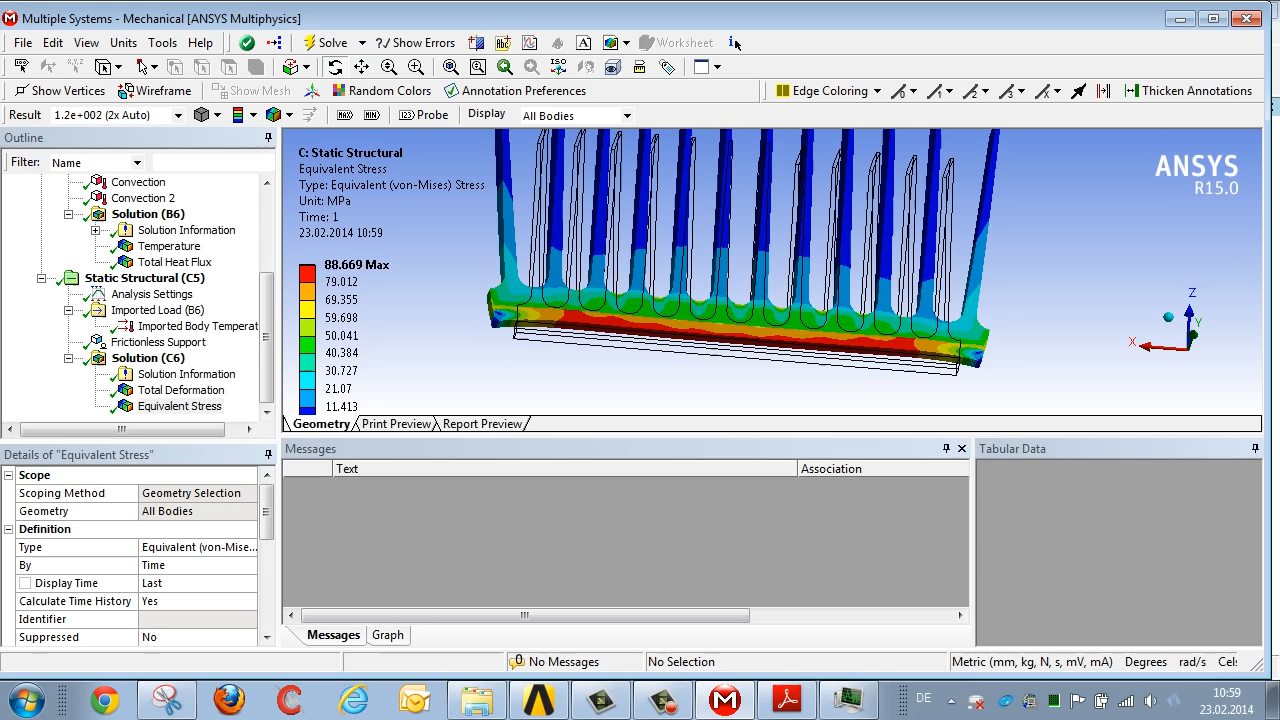 Multiple Systems - Mechanical [ANSYS Multiphysics]
File Edit View Units Tools Help Solve ?/ Show Errors Worksheet
Show Vertices Wireframe Show Mesh Random Colors Annotation Preferences Edge Coloring Thicken Annotations
Result 1.2e+002 (2x Auto) MAX MIN Probe Display All Bodies
Outline
Filter: Name
Convection
Convection 2
Solution (B6)
Solution Information
Temperature
Total Heat Flux
Static Structural (C5)
Analysis Settings
Imported Load (B6)
Imported Body Temperat
Frictionless Support
Solution (C6)
Solution Information
Total Deformation
Equivalent Stress
C: Static Structural
Equivalent Stress
Type: Equivalent (von-Mises) Stress
Unit: MPa
Time: 1
23.02.2014 10:59
88.669 Max
79.012
69.355
59.698
50.041
40.384
30.727
21.07
11.413
ANSYS
R15.0
Z
Y
X
Geometry Print Preview Report Preview
Details of "Equivalent Stress"
Scope
Scoping Method Geometry Selection
Geometry All Bodies
Definition
Type Equivalent (von-Mise...
By Time
Display Time Last
Calculate Time History Yes
Identifier
Suppressed No
Messages
Text Association
Messages Graph
Tabular Data
No Messages No Selection Metric (mm, kg, N, s, mV, mA) Degrees rad/s Cel:
DE
10:59
23.02.2014